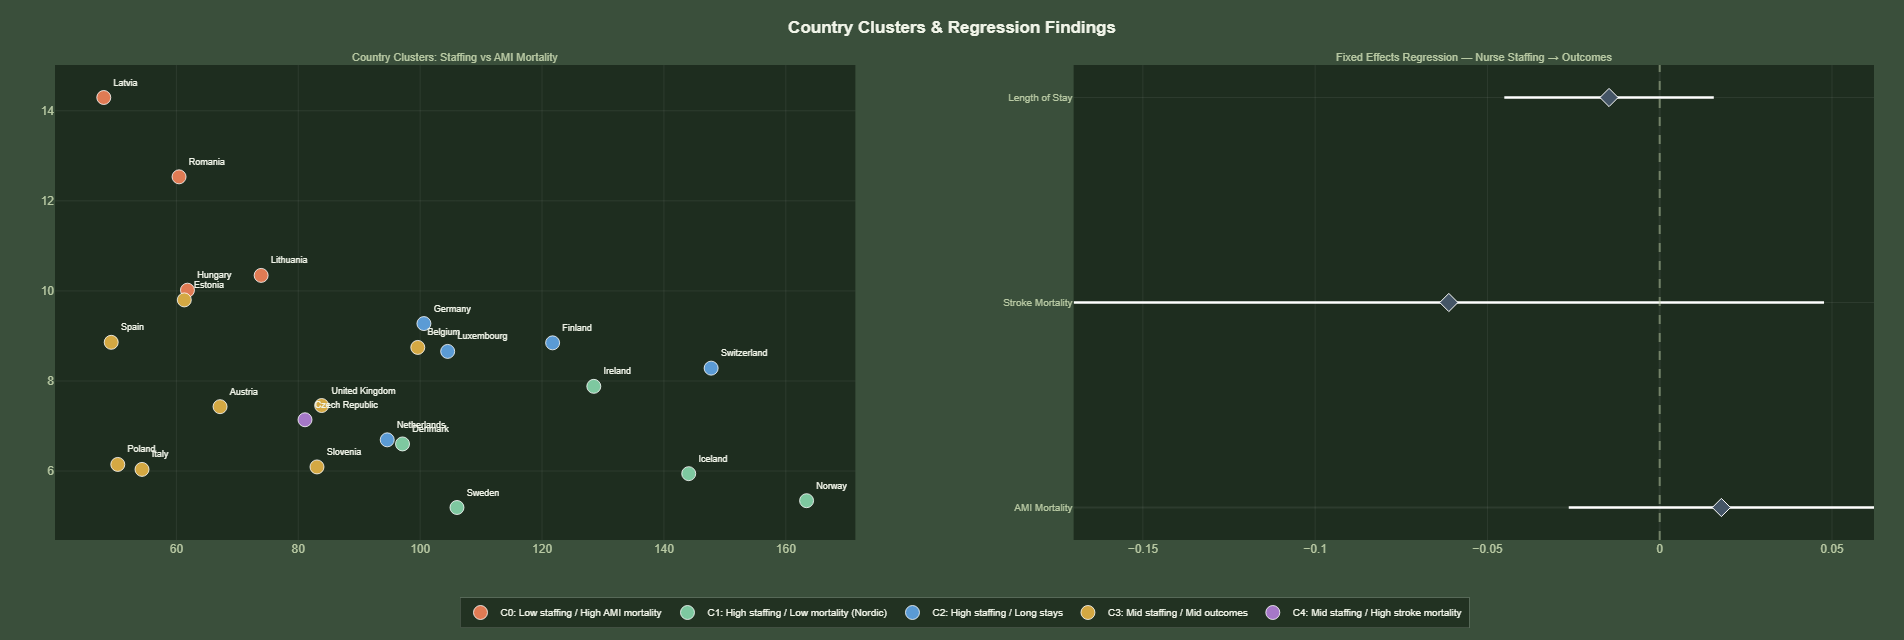 Country Clusters & Regression Findings
Country Clusters: Staffing vs AMI Mortality
14
12
10
8
6
60
80
100
120
140
160
Latvia
Romania
Lithuania
Hungary
Estonia
Spain
Germany
Belgium
Luxembourg
Finland
Switzerland
Ireland
Austria
United Kingdom
Czech Republic
Netherlands
Denmark
Poland
Italy
Slovenia
Iceland
Sweden
Norway
Fixed Effects Regression — Nurse Staffing → Outcomes
Length of Stay
Stroke Mortality
AMI Mortality
−0.15
−0.1
−0.05
0
0.05
C0: Low staffing / High AMI mortality
C1: High staffing / Low mortality (Nordic)
C2: High staffing / Long stays
C3: Mid staffing / Mid outcomes
C4: Mid staffing / High stroke mortality